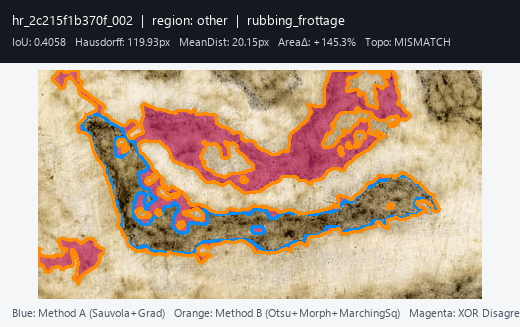 hr_2c215f1b370f_002 | region: other | rubbing_frottage
IoU: 0.4058 Hausdorff: 119.93px MeanDist: 20.15px AreaΔ: +145.3% Topo: MISMATCH
Blue: Method A (Sauvola+Grad) Orange: Method B (Otsu+Morph+MarchingSq) Magenta: XOR Disagre